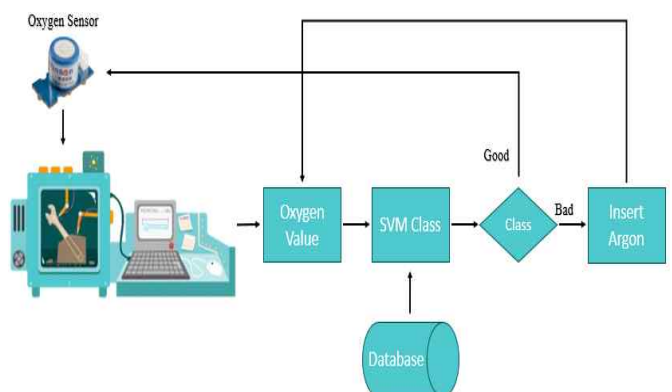 Oxygen Sensor
Good
Oxygen
Value
SVM Class
Class
Bad
Insert
Argon
Database